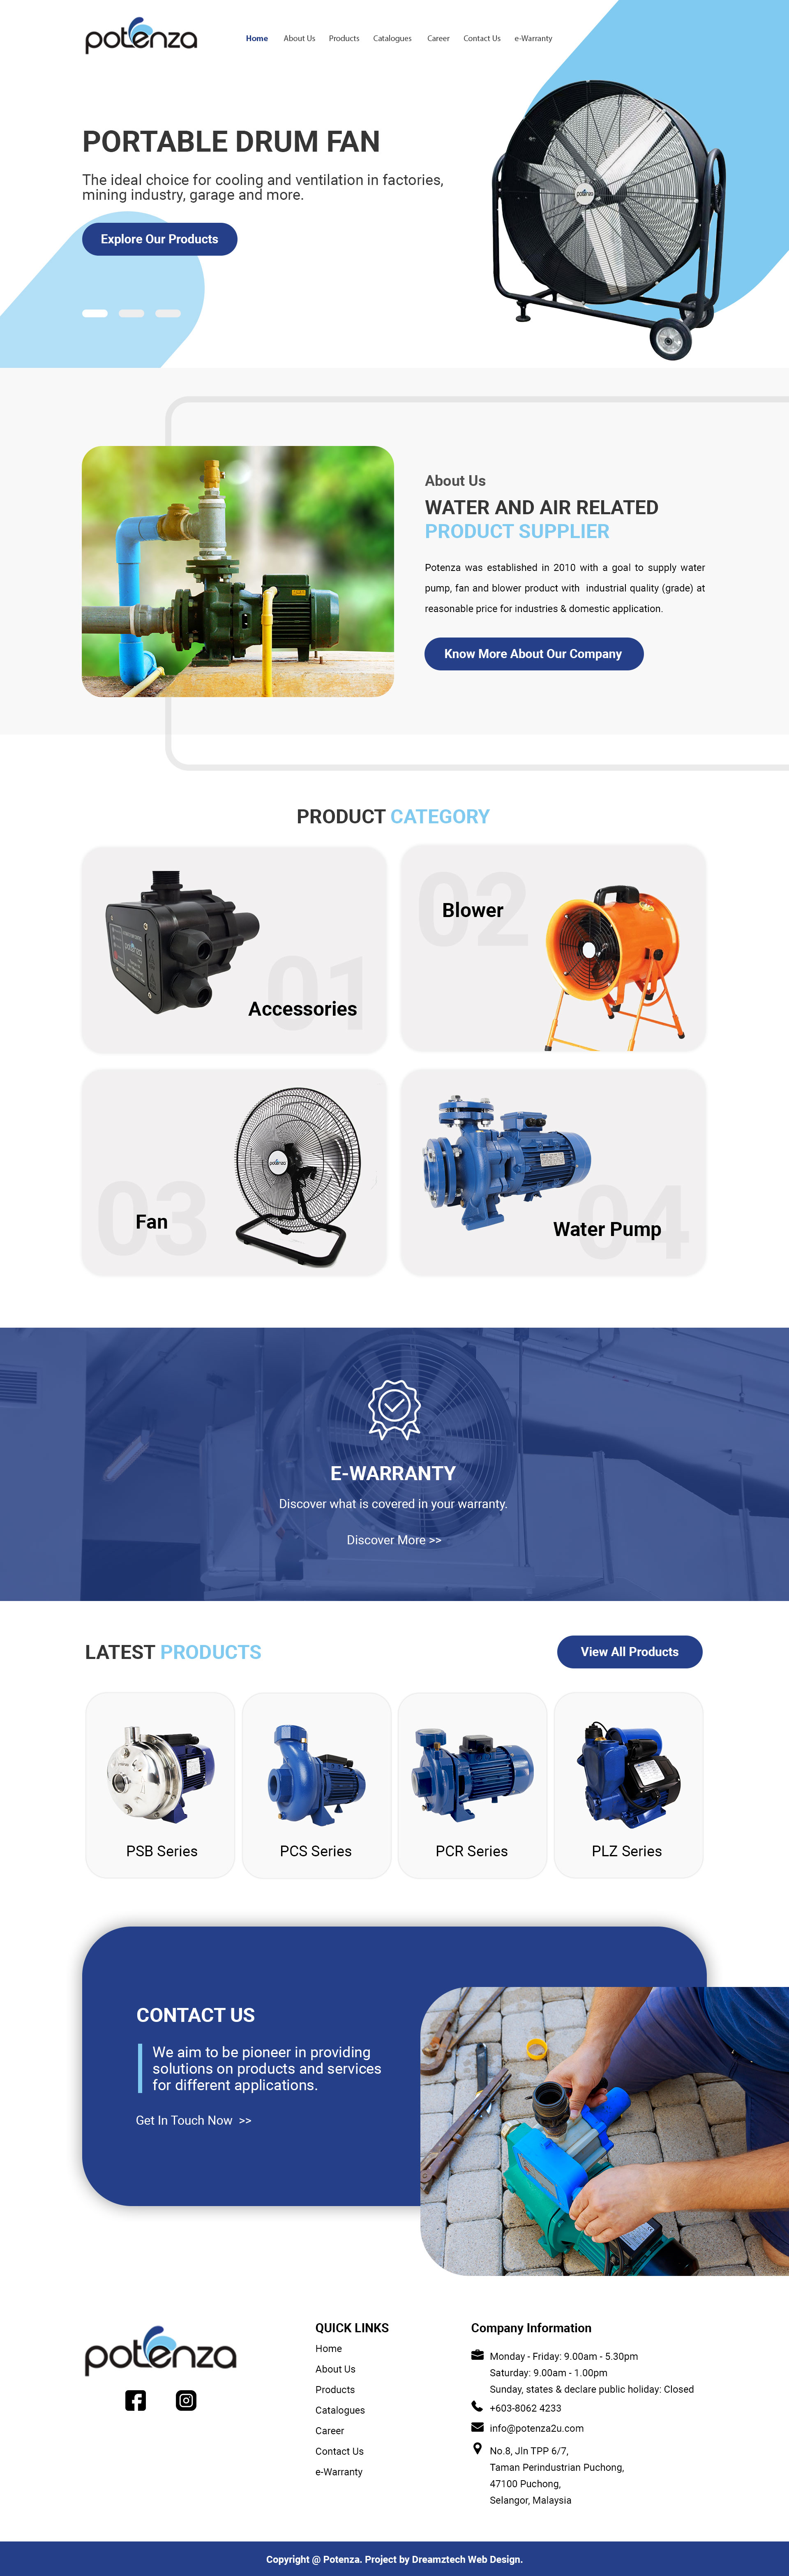 potenza
Home About Us Products Catalogues Career Contact Us e-Warranty
PORTABLE DRUM FAN
The ideal choice for cooling and ventilation in factories,
mining industry, garage and more.
Explore Our Products
potenza
About Us
WATER AND AIR RELATED
PRODUCT SUPPLIER
Potenza was established in 2010 with a goal to supply water
pump, fan and blower product with industrial quality (grade) at
reasonable price for industries & domestic application.
Know More About Our Company
PRODUCT CATEGORY
01
Accessories
02
Blower
03
Fan
potenza
04
Water Pump
E-WARRANTY
Discover what is covered in your warranty.
Discover More >>
LATEST PRODUCTS
View All Products
PSB Series
PCS Series
PCR Series
PLZ Series
CONTACT US
We aim to be pioneer in providing
solutions on products and services
for different applications.
Get In Touch Now >>
potenza
QUICK LINKS
Home
About Us
Products
Catalogues
Career
Contact Us
e-Warranty
Company Information
Monday - Friday: 9.00am - 5.30pm
Saturday: 9.00am - 1.00pm
Sunday, states & declare public holiday: Closed
+603-8062 4233
info@potenza2u.com
No.8, Jln TPP 6/7,
Taman Perindustrian Puchong,
47100 Puchong,
Selangor, Malaysia
Copyright @ Potenza. Project by Dreamztech Web Design.